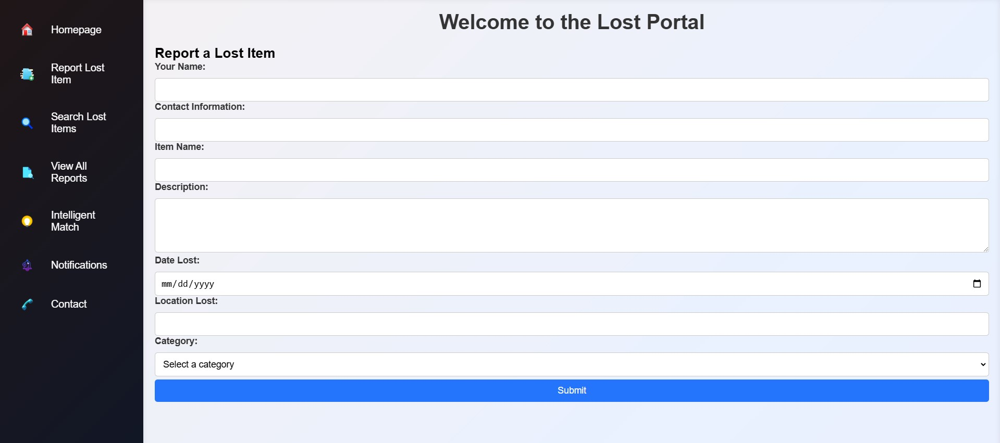 Homepage
Report Lost
Item
Search Lost
Items
View All
Reports
Intelligent
Match
Notifications
Contact
Welcome to the Lost Portal
Report a Lost Item
Your Name:
Contact Information:
Item Name:
Description:
Date Lost:
mm/dd/yyyy
Location Lost:
Category:
Select a category
Submit